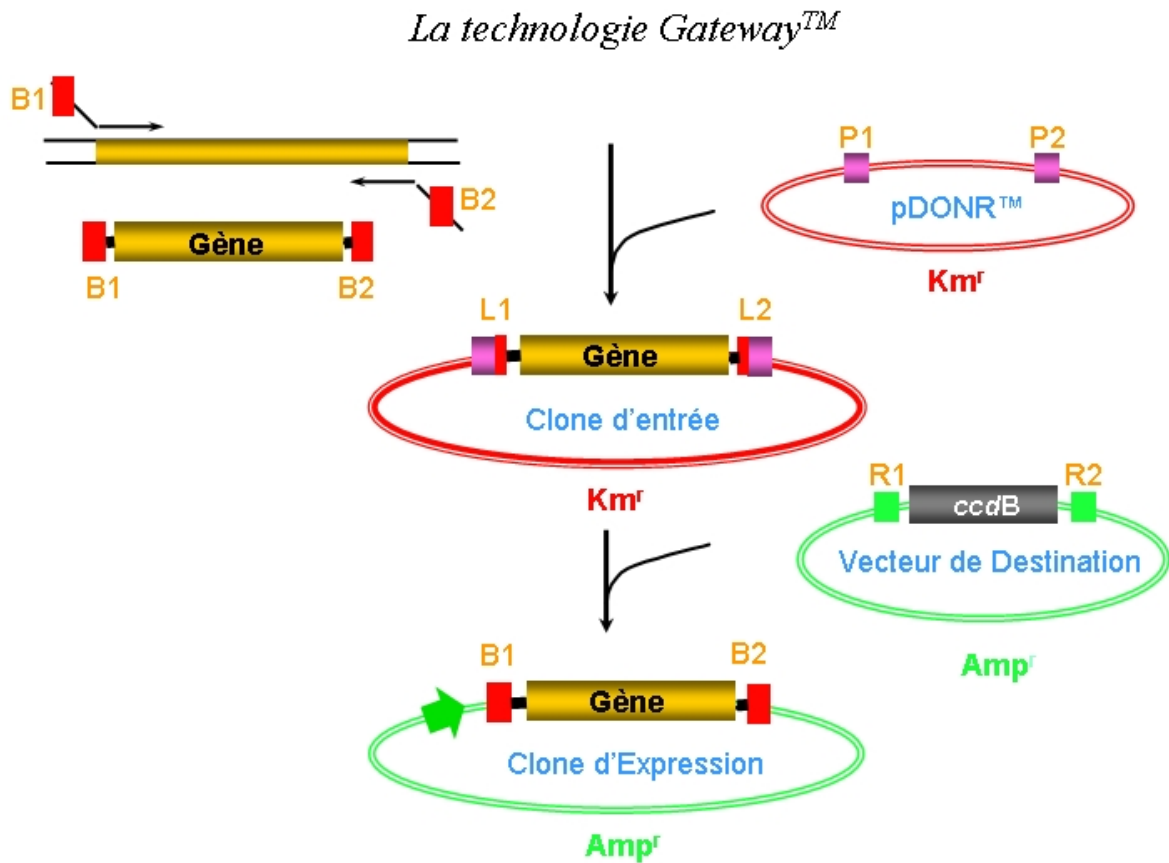 La technologie Gateway™
B1
B2
Gène
B1
B2
P1
P2
pDONR™
Kmʳ
L1
L2
Gène
Clone d'entrée
Kmʳ
R1
R2
ccdB
Vecteur de Destination
Ampʳ
B1
B2
Gène
Clone d'Expression
Ampʳ